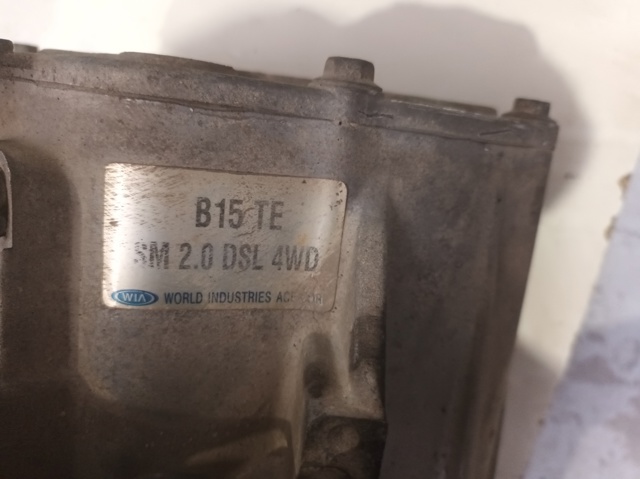 B15 TE
SM 2.0 DSL 4WD
WIA WORLD INDUSTRIES